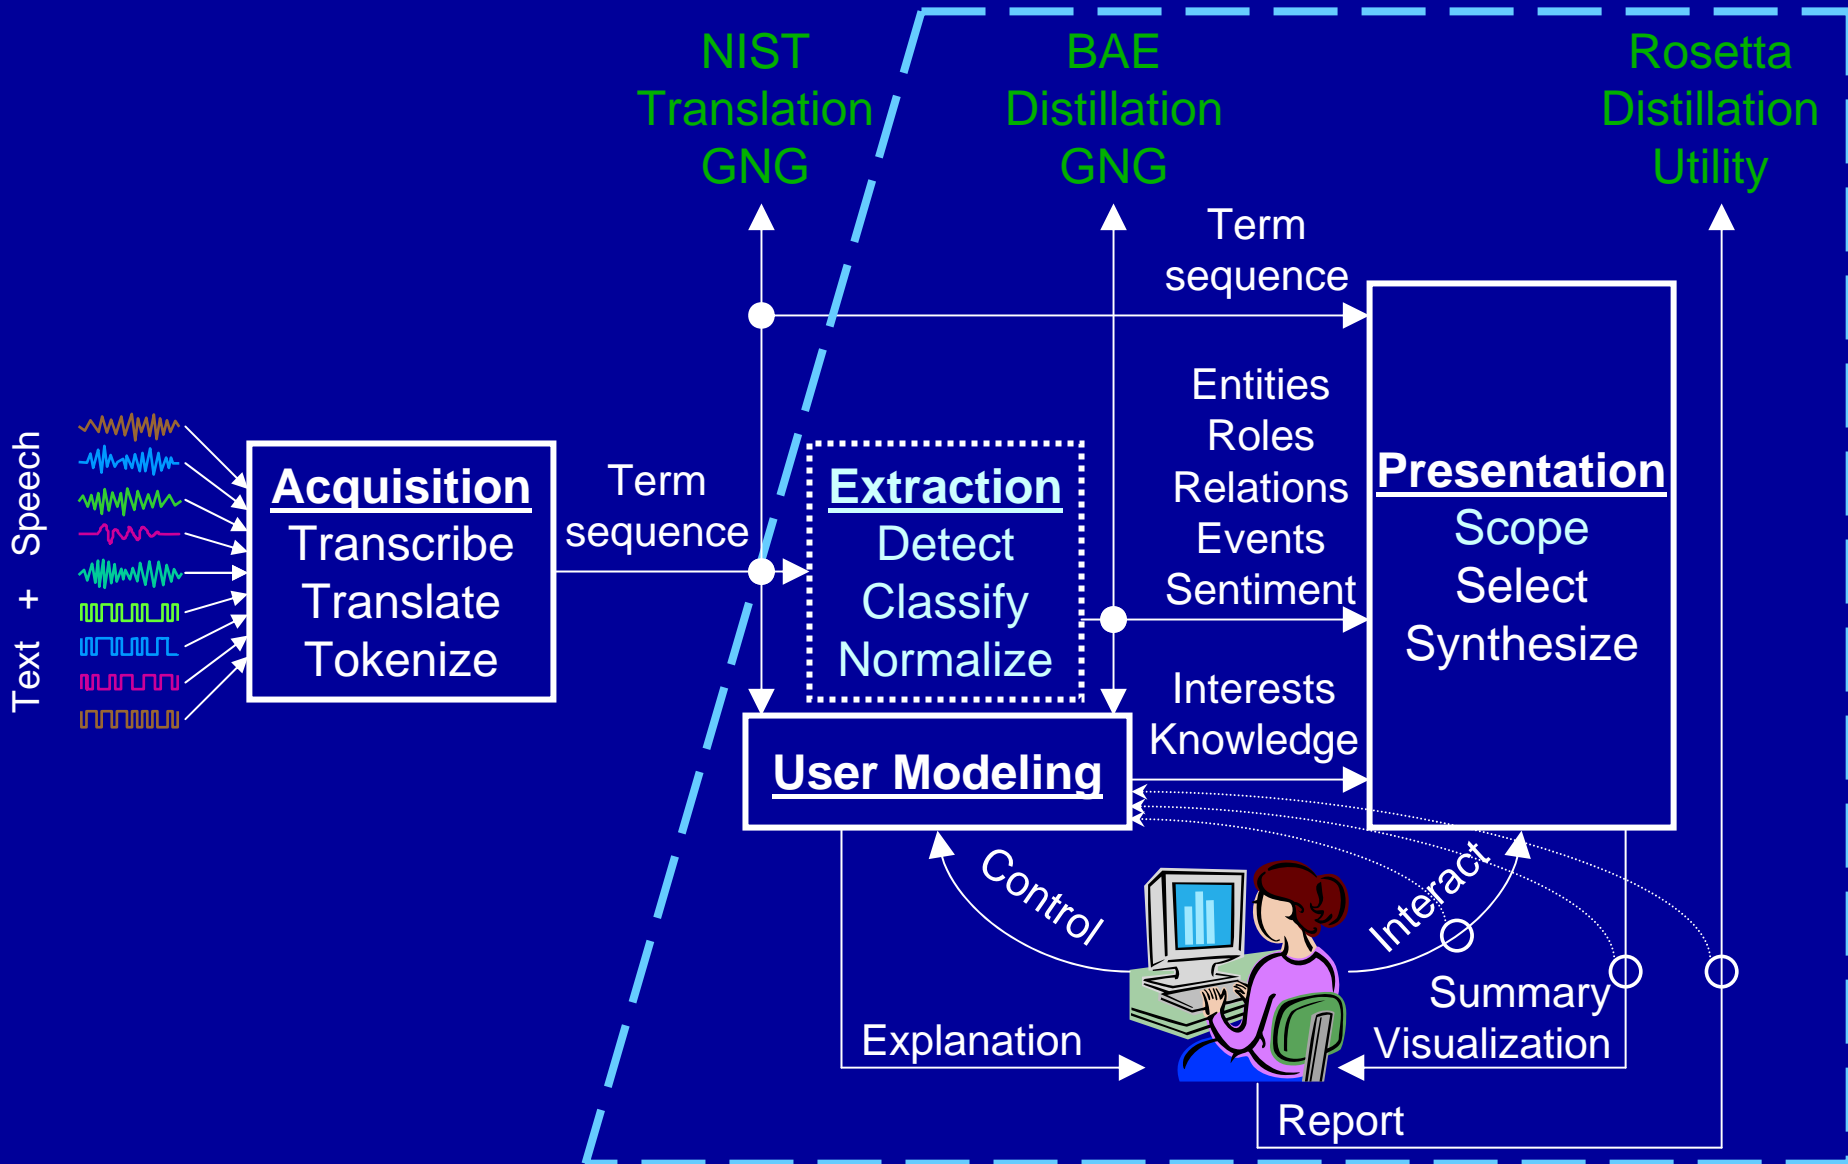 NIST
Translation
GNG
BAE
Distillation
GNG
Rosetta
Distillation
Utility
Term
sequence
Text + Speech
Acquisition
Transcribe
Translate
Tokenize
Term
sequence
Extraction
Detect
Classify
Normalize
Entities
Roles
Relations
Events
Sentiment
Presentation
Scope
Select
Synthesize
Interests
Knowledge
User Modeling
Control
Interact
Explanation
Summary
Visualization
Report